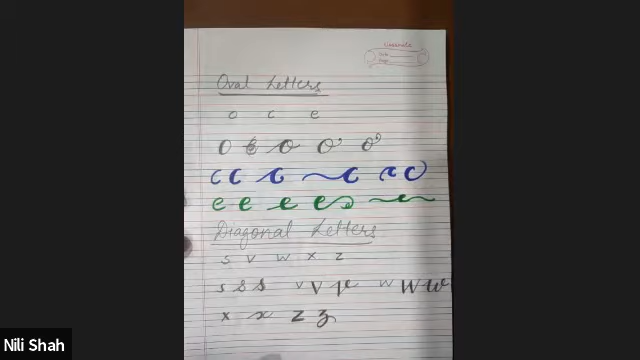 Oval Letters
o c e
o o o o o
c c c c c c
e e e e e
Diagonal Letters
s v w x z
s s s v v v w w w
x x z z
Nili Shah